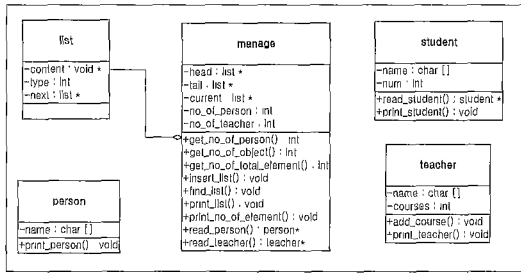 list
-content : void *
-type : int
-next : list *
manage
-head : list *
-tail : list *
-current : list *
-no_of_person : int
-no_of_teacher : int
+get_no_of_person() : int
+get_no_of_object() : int
+get_no_of_total_element() : int
+insert_list() : void
+find_list() : void
+print_list() : void
+print_no_of_element() : void
+read_person() : person*
+read_teacher() : teacher*
student
-name : char []
-num : int
+read_student() : student *
+print_student() : void
person
-name : char []
+print_person() : void
teacher
-name : char []
-courses : int
+add_course() : void
+print_teacher() : void